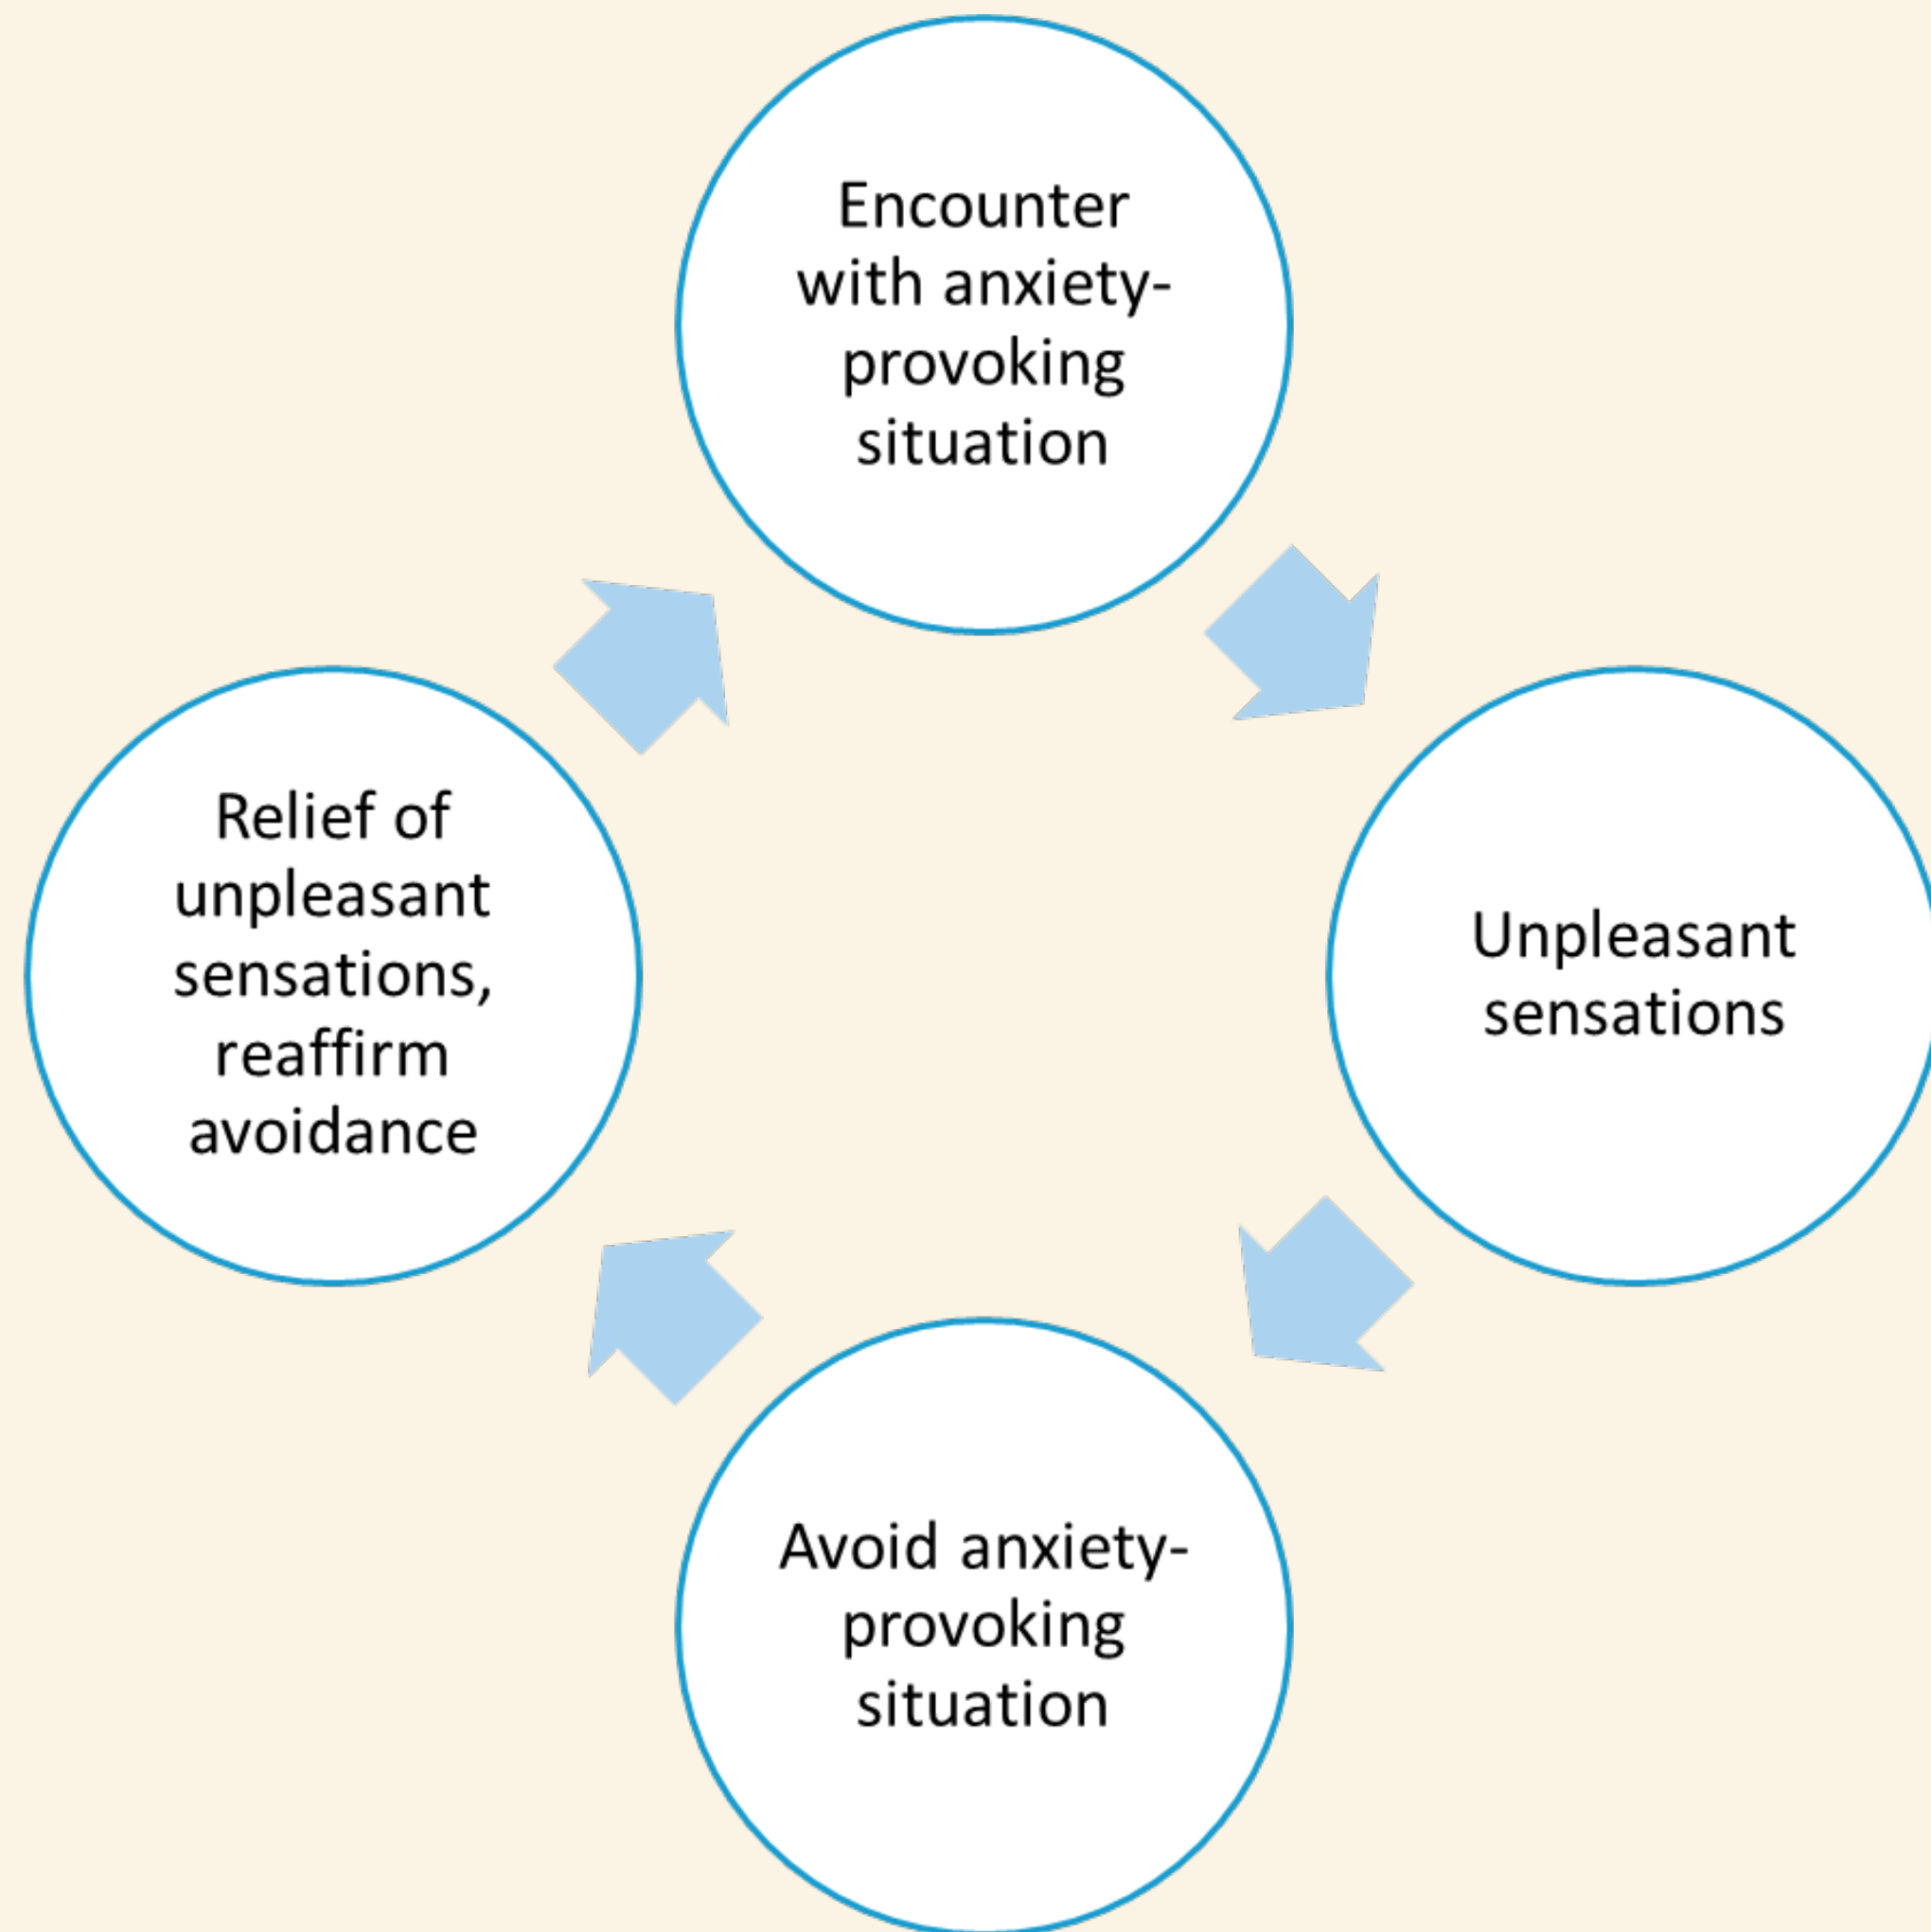 Encounter
with anxiety-
provoking
situation
Unpleasant
sensations
Avoid anxiety-
provoking
situation
Relief of
unpleasant
sensations,
reaffirm
avoidance